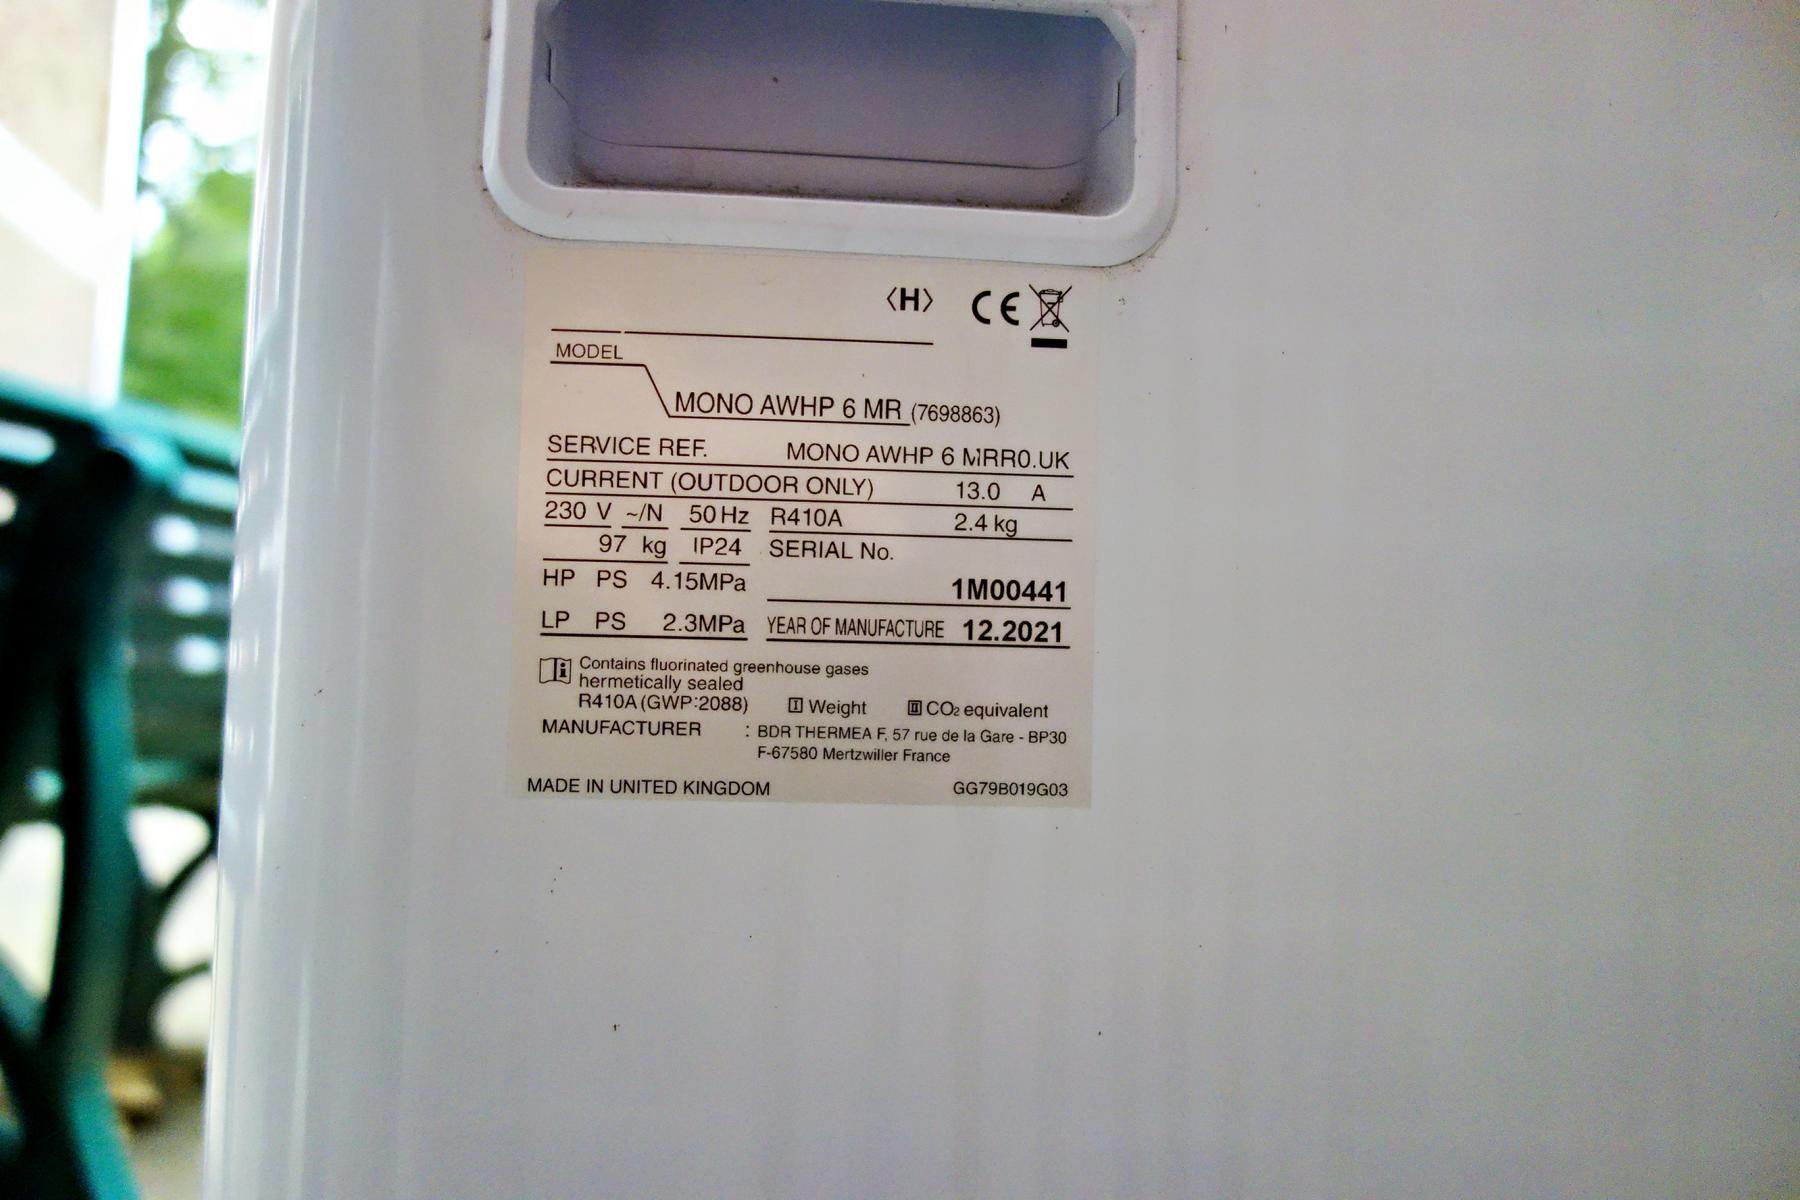 〈H〉 CE
MODEL
MONO AWHP 6 MR (7698863)
SERVICE REF. MONO AWHP 6 MRR0.UK
CURRENT (OUTDOOR ONLY) 13.0 A
230 V ~/N 50Hz R410A 2.4 kg
97 kg IP24 SERIAL No.
HP PS 4.15MPa 1M00441
LP PS 2.3MPa YEAR OF MANUFACTURE 12.2021
Contains fluorinated greenhouse gases
hermetically sealed
R410A (GWP:2088) I Weight II CO₂ equivalent
MANUFACTURER : BDR THERMEA F, 57 rue de la Gare - BP30
F-67580 Mertzwiller France
MADE IN UNITED KINGDOM GG79B019G03